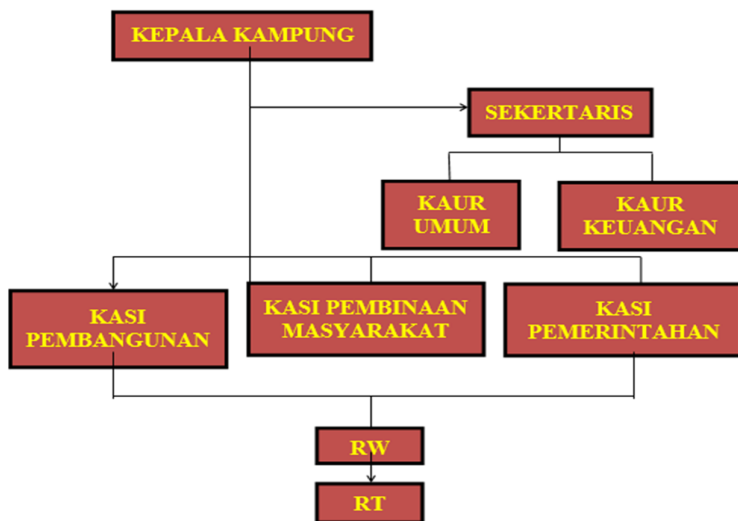 KEPALA KAMPUNG
SEKERTARIS
KAUR
UMUM
KAUR
KEUANGAN
KASI
PEMBANGUNAN
KASI PEMBINAAN
MASYARAKAT
KASI
PEMERINTAHAN
RW
RT